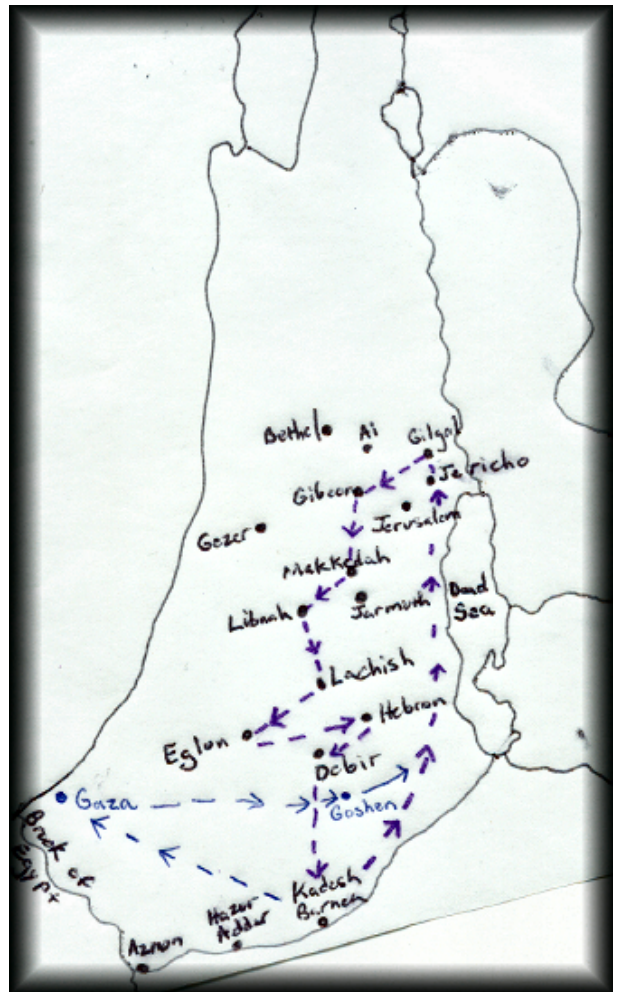 Bethel
Ai
Gilgal
Jericho
Gibeon
Jerusalem
Gezer
Makkedah
Libnah
Jarmuth
Dead
Sea
Lachish
Hebron
Eglon
Debir
Gaza
Goshen
Brook of
Egypt
Kadesh
Barnea
Hazar
Addar
Azmon